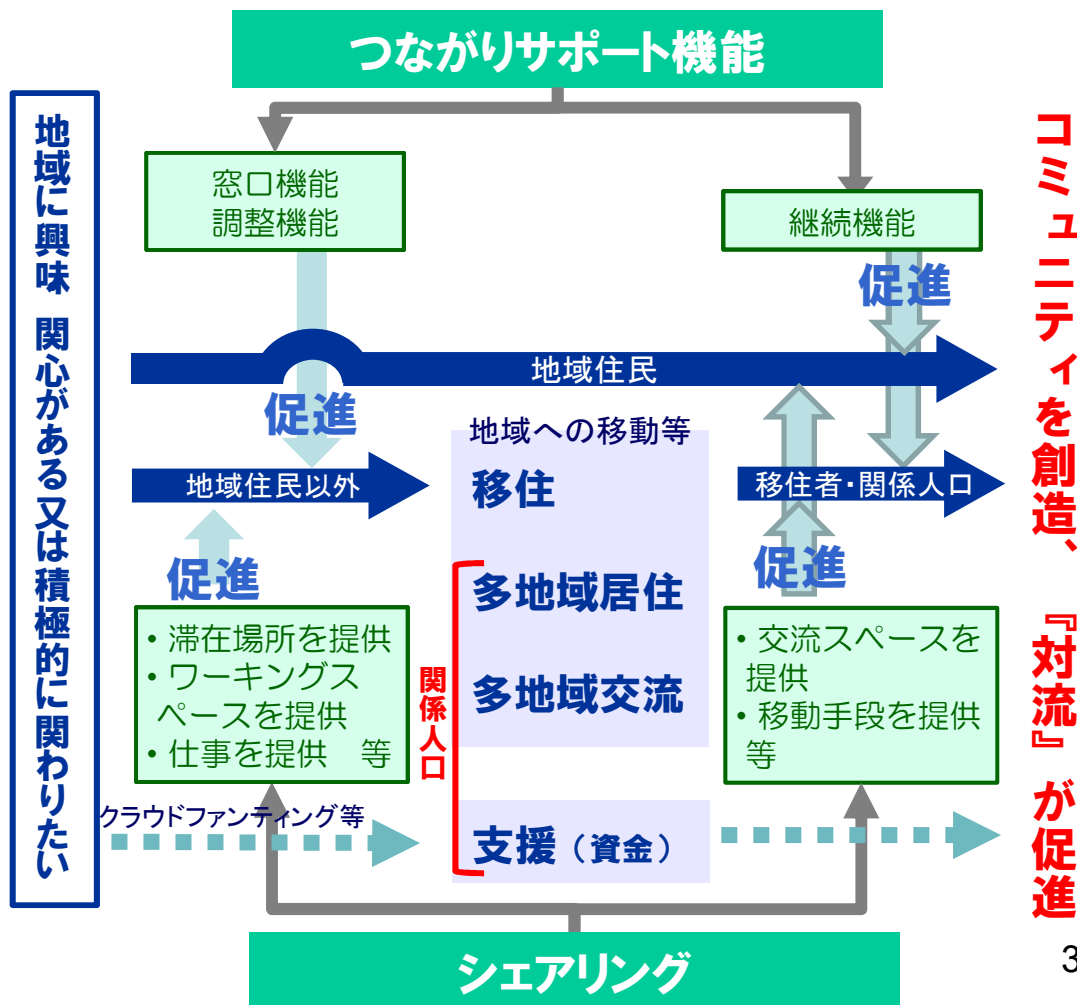 つながりサポート機能
地域に興味 関心がある又は積極的に関わりたい
窓口機能
調整機能
継続機能
促進
地域住民
促進
地域への移動等
地域住民以外
移住
移住者・関係人口
促進
多地域居住
促進
・滞在場所を提供
・ワーキングス
ペースを提供
・仕事を提供 等
関係人口
多地域交流
・交流スペースを
提供
・移動手段を提供
等
クラウドファンティング等
支援（資金）
シェアリング
コミュニティを創造、『対流』が促進
3